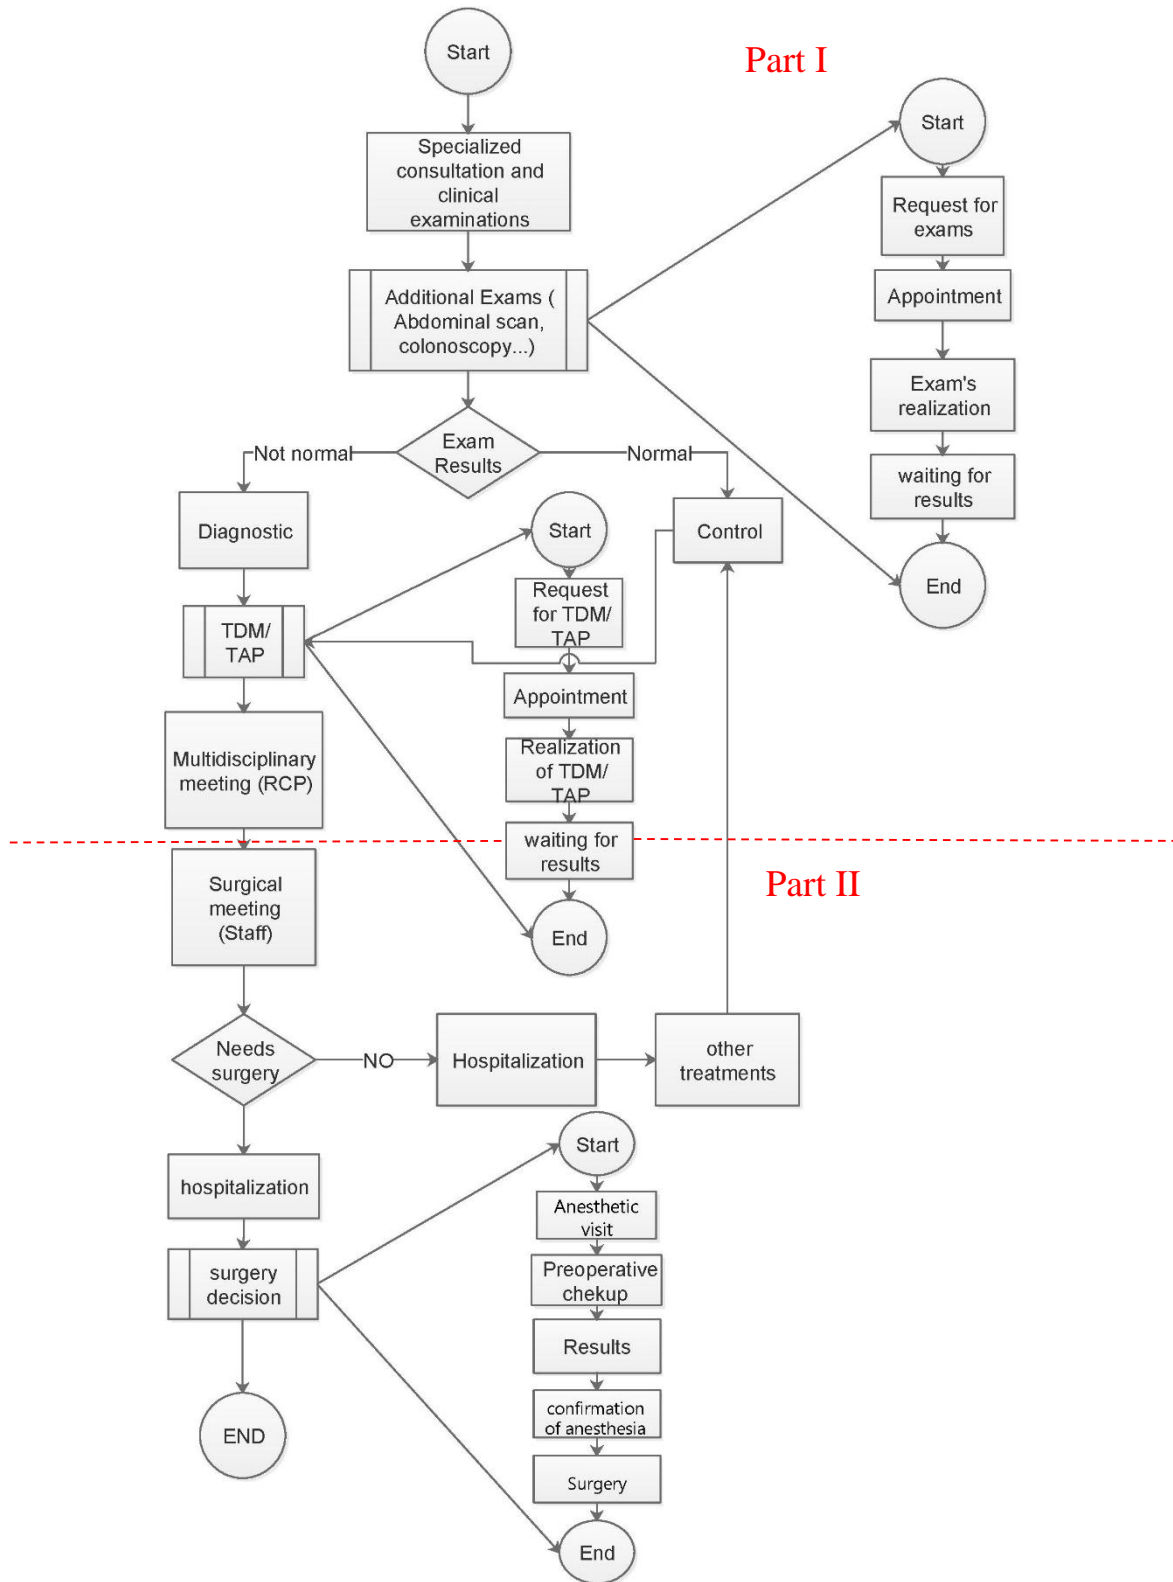 Start
Part I
Specialized
consultation and
clinical
examinations
Additional Exams (
Abdominal scan,
colonoscopy...)
Start
Request for
exams
Appointment
Exam's
realization
waiting for
results
End
Exam
Results
Not normal
Normal
Diagnostic
Control
TDM/
TAP
Start
Request
for TDM/
TAP
Appointment
Realization
of TDM/
TAP
waiting for
results
End
Multidisciplinary
meeting (RCP)
Part II
Surgical
meeting
(Staff)
Needs
surgery
NO
Hospitalization
other
treatments
hospitalization
surgery
decision
END
Start
Anesthetic
visit
Preoperative
chekup
Results
confirmation
of anesthesia
Surgery
End